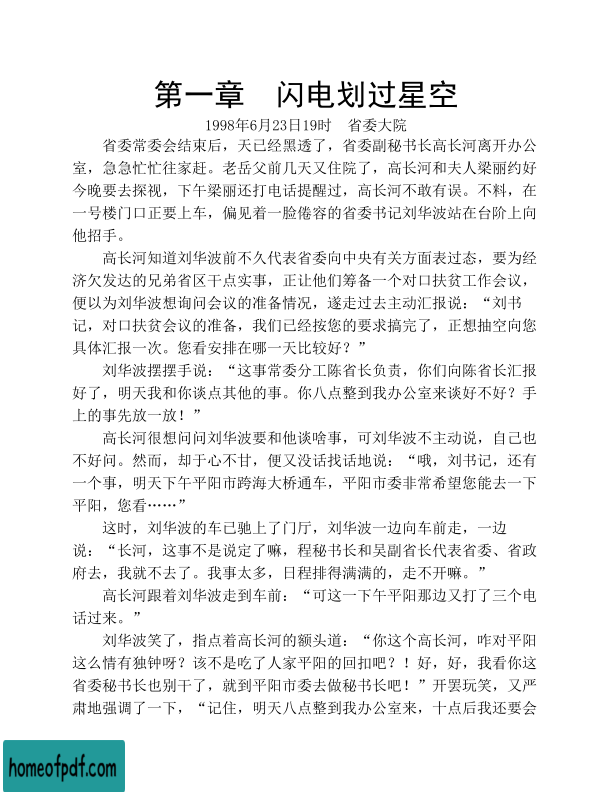 第一章　闪电划过星空
1998年6月23日19时　省委大院
省委常委会结束后，天已经黑透了，省委副秘书长高长河离开办公
室，急急忙忙往家赶。老岳父前几天又住院了，高长河和夫人梁丽约好
今晚要去探视，下午梁丽还打电话提醒过，高长河不敢有误。不料，在
一号楼门口正要上车，偏见着一脸倦容的省委书记刘华波站在台阶上向
他招手。
高长河知道刘华波前不久代表省委向中央有关方面表过态，要为经
济欠发达的兄弟省区干点实事，正让他们筹备一个对口扶贫工作会议，
便以为刘华波想询问会议的准备情况，遂走过去主动汇报说：“刘书
记，对口扶贫会议的准备，我们已经按您的要求搞完了，正想抽空向您
具体汇报一次。您看安排在哪一天比较好？”
刘华波摆摆手说：“这事常委分工陈省长负责，你们向陈省长汇报
好了，明天我和你谈点其他的事。你八点整到我办公室来谈好不好？手
上的事先放一放！”
高长河很想问问刘华波要和他谈啥事，可刘华波不主动说，自己也
不好问。然而，却于心不甘，便又没话找话地说：“哦，刘书记，还有
一个事，明天下午平阳市跨海大桥通车，平阳市委非常希望您能去一下
平阳，您看……”
这时，刘华波的车已驰上了门厅，刘华波一边向车前走，一边
说：“长河，这事不是说定了嘛，程秘书长和吴副省长代表省委、省政
府去，我就不去了。我事太多，日程排得满满的，走不开嘛。”
高长河跟着刘华波走到车前：“可这一下午平阳那边又打了三个电
话过来。”
刘华波笑了，指点着高长河的额头道：“你这个高长河，咋对平阳
这么情有独钟呀？该不是吃了人家平阳的回扣吧？！好，好，我看你这
省委秘书长也别干了，就到平阳市委去做秘书长吧！”开罢玩笑，又严
肃地强调了一下，“记住，明天八点整到我办公室来，十点后我还要会
homeofpdf.com